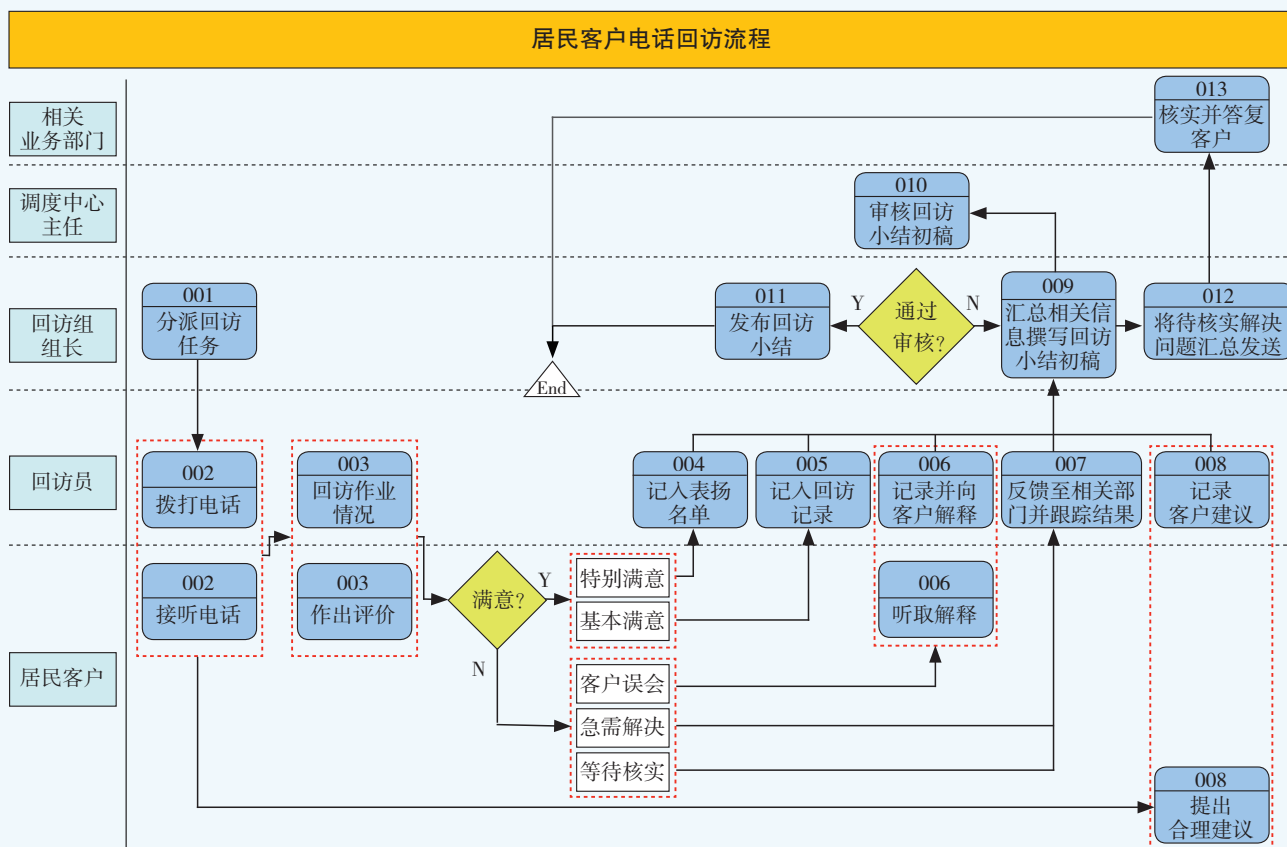 居民客户电话回访流程
相关
业务部门
013
核实并答复
客户
调度中心
主任
010
审核回访
小结初稿
回访组
组长
001
分派回访
任务
011
发布回访
小结
Y
通过
审核?
N
009
汇总相关信
息撰写回访
小结初稿
012
将待核实解决
问题汇总发送
End
回访员
002
拨打电话
003
回访作业
情况
004
记入表扬
名单
005
记入回访
记录
006
记录并向
客户解释
007
反馈至相关部
门并跟踪结果
008
记录
客户建议
居民客户
002
接听电话
003
作出评价
满意?
Y
N
特别满意
基本满意
006
听取解释
客户误会
急需解决
等待核实
008
提出
合理建议